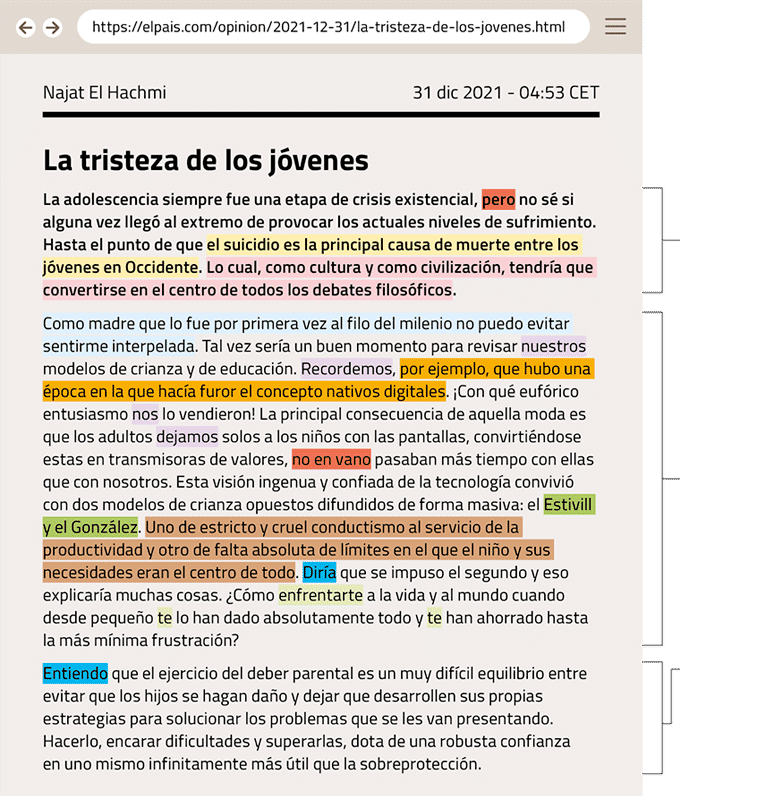 https://elpais.com/opinion/2021-12-31/la-tristeza-de-los-jovenes.html
Najat El Hachmi 31 dic 2021 - 04:53 CET
La tristeza de los jóvenes
La adolescencia siempre fue una etapa de crisis existencial, pero no sé si
alguna vez llegó al extremo de provocar los actuales niveles de sufrimiento.
Hasta el punto de que el suicidio es la principal causa de muerte entre los
jóvenes en Occidente. Lo cual, como cultura y como civilización, tendría que
convertirse en el centro de todos los debates filosóficos.
Como madre que lo fue por primera vez al filo del milenio no puedo evitar
sentirme interpelada. Tal vez sería un buen momento para revisar nuestros
modelos de crianza y de educación. Recordemos, por ejemplo, que hubo una
época en la que hacía furor el concepto nativos digitales. ¡Con qué eufórico
entusiasmo nos lo vendieron! La principal consecuencia de aquella moda es
que los adultos dejamos solos a los niños con las pantallas, convirtiéndose
estas en transmisoras de valores, no en vano pasaban más tiempo con ellas
que con nosotros. Esta visión ingenua y confiada de la tecnología convivió
con dos modelos de crianza opuestos difundidos de forma masiva: el Estivill
y el González. Uno de estricto y cruel conductismo al servicio de la
productividad y otro de falta absoluta de límites en el que el niño y sus
necesidades eran el centro de todo. Diría que se impuso el segundo y eso
explicaría muchas cosas. ¿Cómo enfrentarte a la vida y al mundo cuando
desde pequeño te lo han dado absolutamente todo y te han ahorrado hasta
la más mínima frustración?
Entiendo que el ejercicio del deber parental es un muy difícil equilibrio entre
evitar que los hijos se hagan daño y dejar que desarrollen sus propias
estrategias para solucionar los problemas que se les van presentando.
Hacerlo, encarar dificultades y superarlas, dota de una robusta confianza
en uno mismo infinitamente más útil que la sobreprotección.